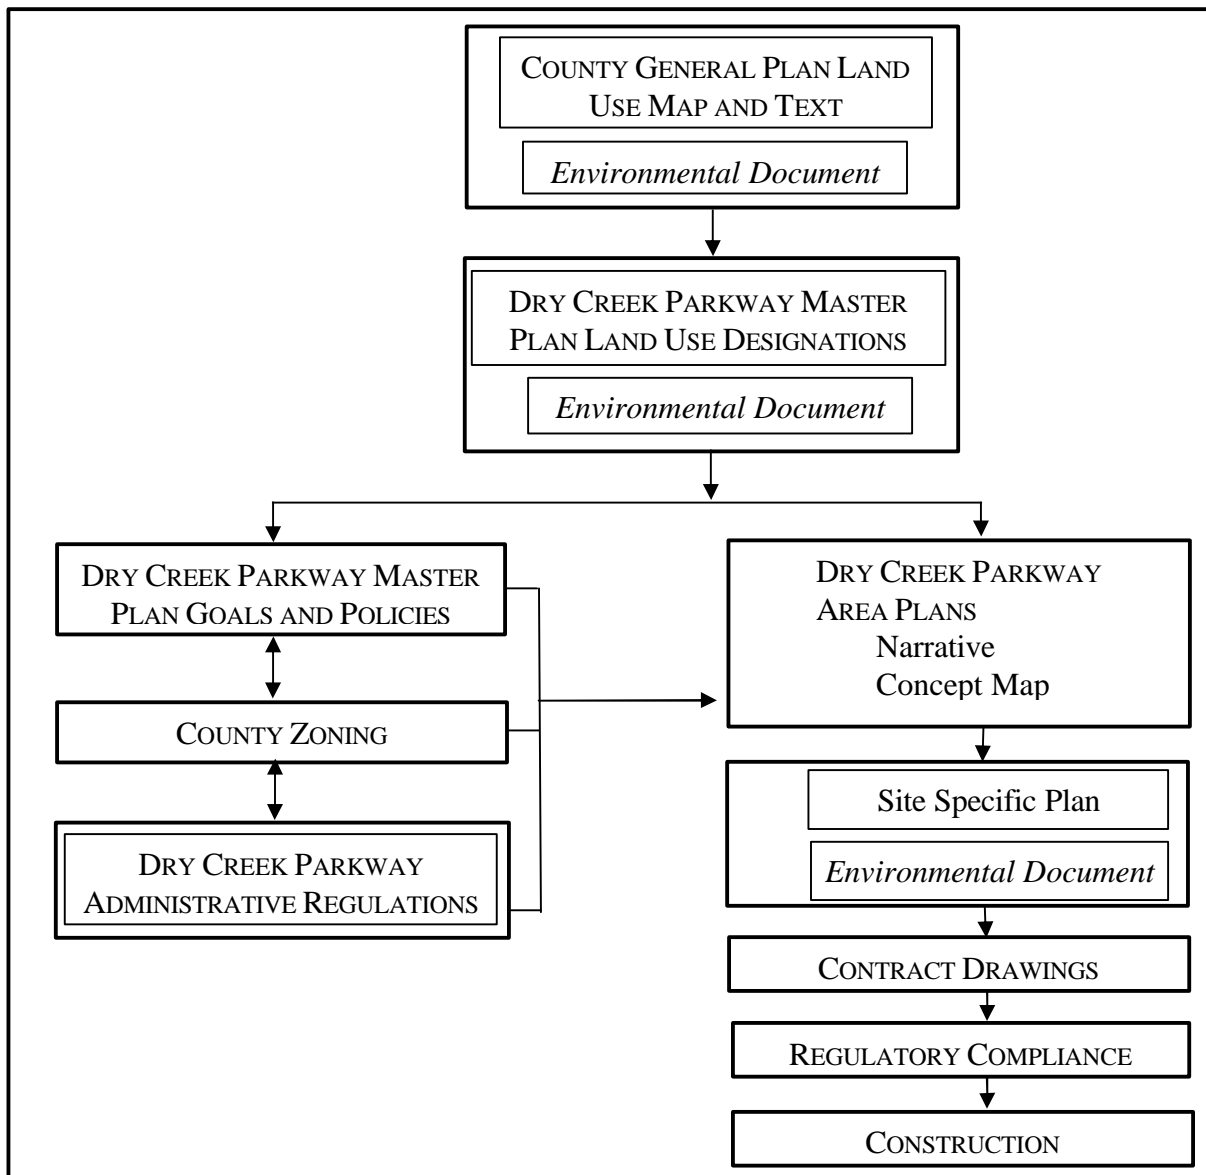 COUNTY GENERAL PLAN LAND
USE MAP AND TEXT
Environmental Document
DRY CREEK PARKWAY MASTER
PLAN LAND USE DESIGNATIONS
Environmental Document
DRY CREEK PARKWAY MASTER
PLAN GOALS AND POLICIES
COUNTY ZONING
DRY CREEK PARKWAY
ADMINISTRATIVE REGULATIONS
DRY CREEK PARKWAY
AREA PLANS
Narrative
Concept Map
Site Specific Plan
Environmental Document
CONTRACT DRAWINGS
REGULATORY COMPLIANCE
CONSTRUCTION